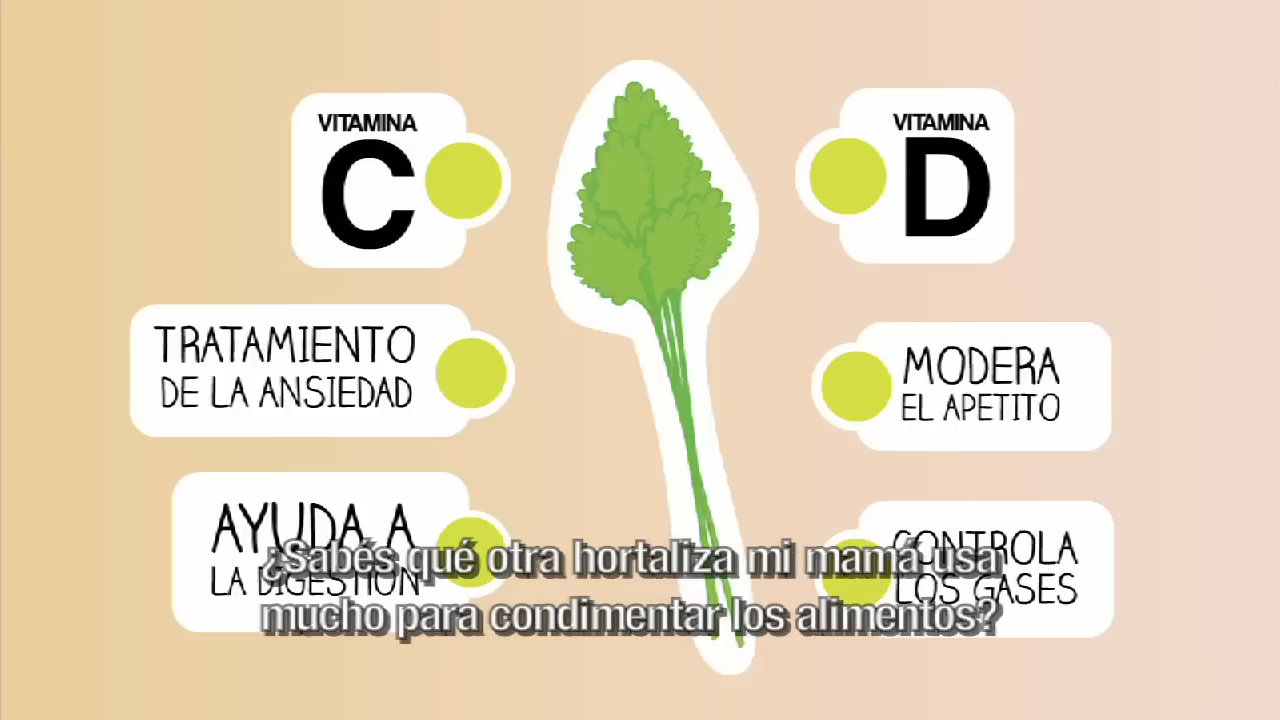 VITAMINA
C
VITAMINA
D
TRATAMIENTO
DE LA ANSIEDAD
MODERA
EL APETITO
AYUDA A
LA DIGESTIÓN
CONTROLA
LOS GASES
¿Sabés qué otra hortaliza mi mamá usa
mucho para condimentar los alimentos?